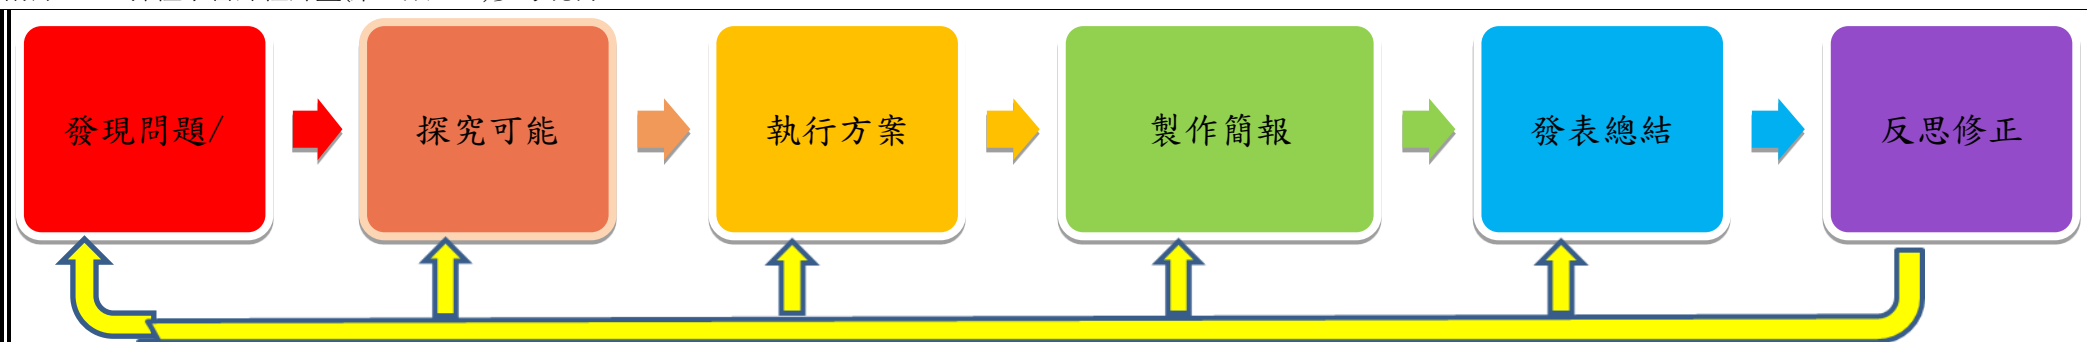 發現問題/
探究可能
執行方案
製作簡報
發表總結
反思修正